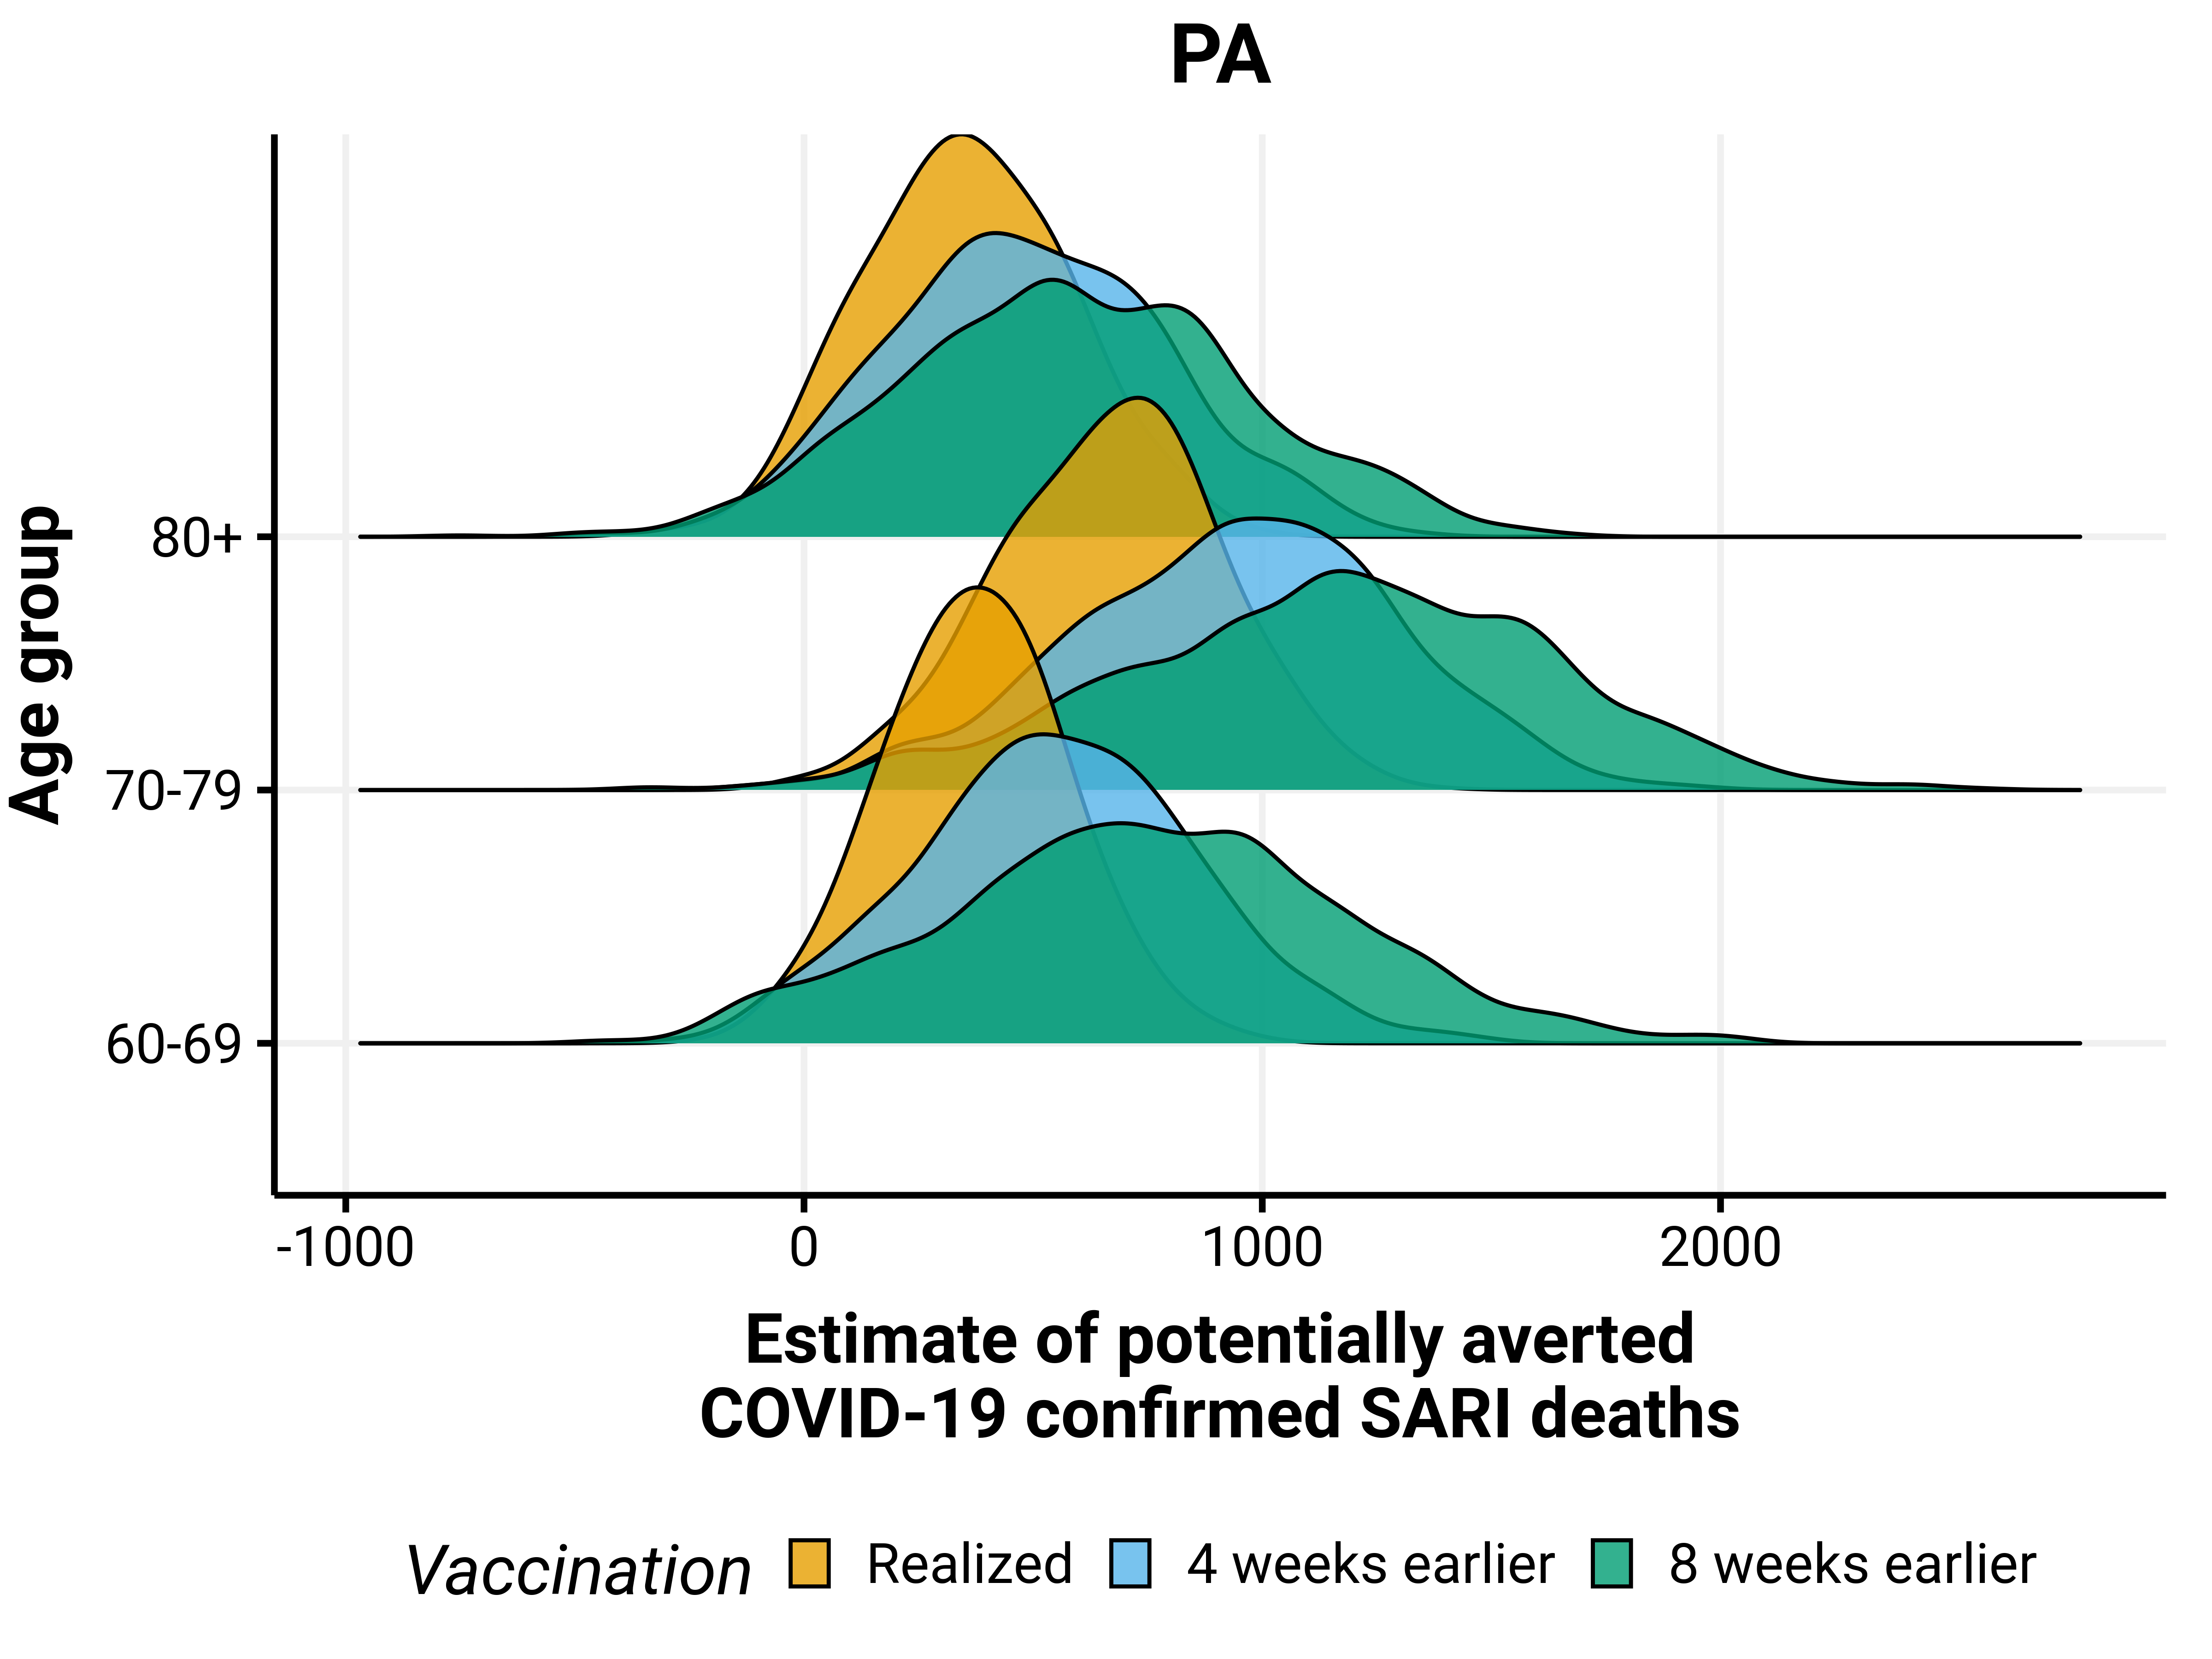 PA
Age group
80+
70-79
60-69
-1000 0 1000 2000
Estimate of potentially averted
COVID-19 confirmed SARI deaths
Vaccination Realized 4 weeks earlier 8 weeks earlier